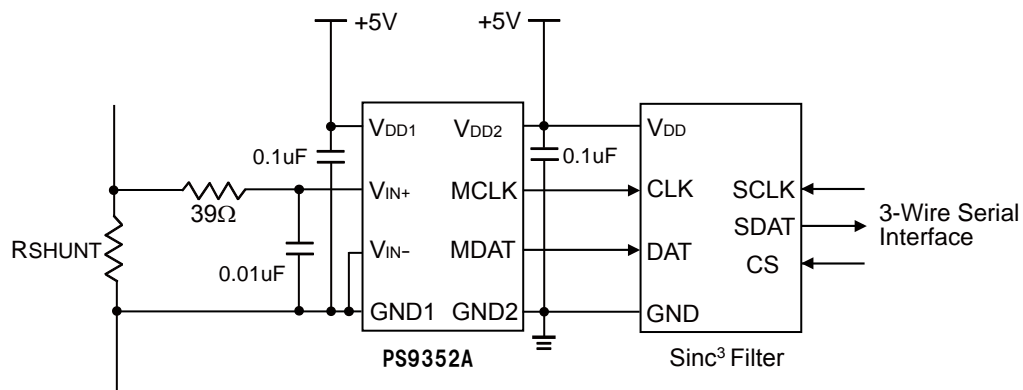 +5V
+5V
VDD1
VDD2
VDD
0.1uF
0.1uF
VIN+
MCLK
CLK
SCLK
39Ω
3-Wire Serial
Interface
SDAT
RSHUNT
VIN−
MDAT
DAT
CS
0.01uF
GND1
GND2
GND
PS9352A
Sinc³ Filter